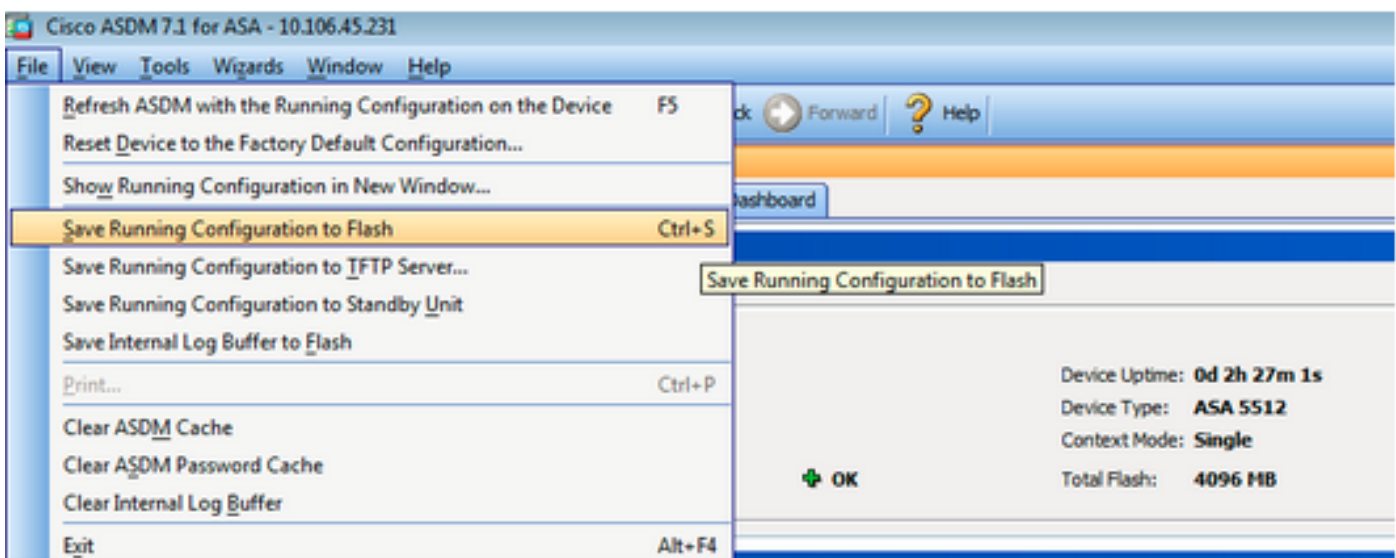 Cisco ASDM 7.1 for ASA - 10.106.45.231
File View Tools Wizards Window Help
Refresh ASDM with the Running Configuration on the Device F5
Forward Help
Reset Device to the Factory Default Configuration...
Show Running Configuration in New Window...
Save Running Configuration to Flash Ctrl+S
Save Running Configuration to TFTP Server...
Save Running Configuration to Flash
Save Running Configuration to Standby Unit
Save Internal Log Buffer to Flash
Print... Ctrl+P
Clear ASDM Cache
Clear ASDM Password Cache
Clear Internal Log Buffer
Exit Alt+F4
Device Uptime: 0d 2h 27m 1s
Device Type: ASA 5512
Context Mode: Single
OK
Total Flash: 4096 MB